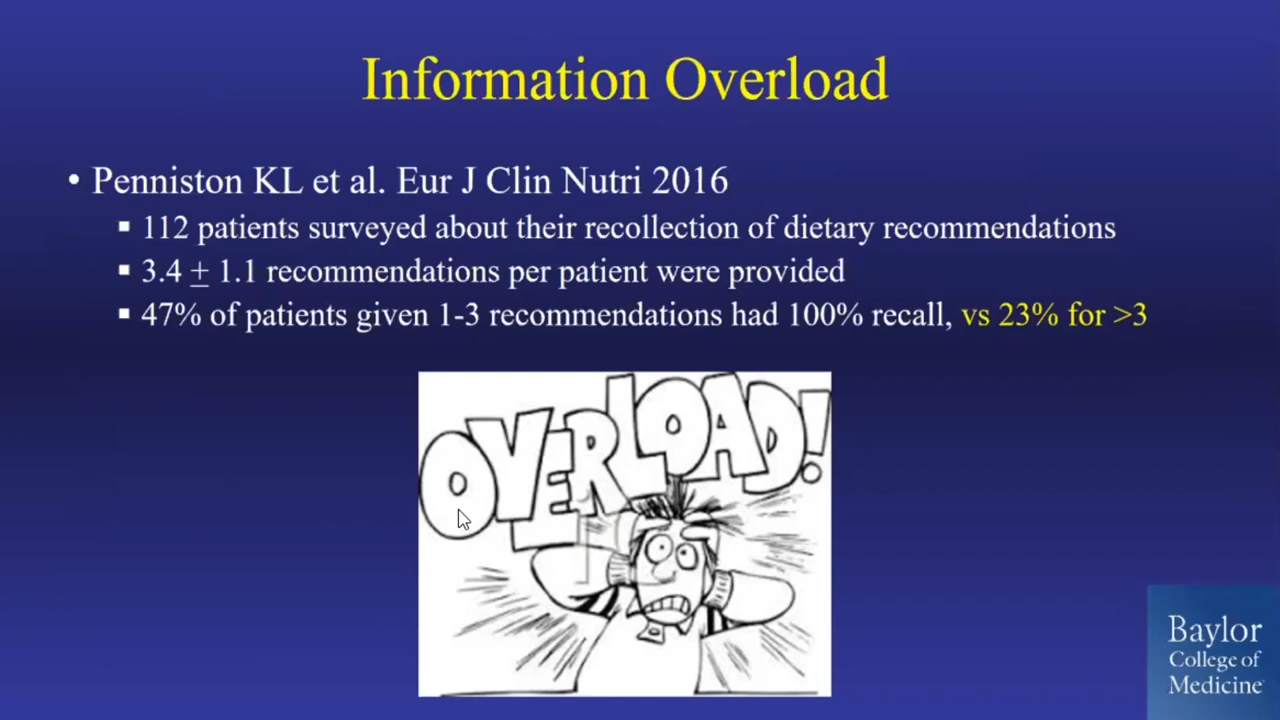 Information Overload
• Penniston KL et al. Eur J Clin Nutri 2016
▪ 112 patients surveyed about their recollection of dietary recommendations
▪ 3.4 ± 1.1 recommendations per patient were provided
▪ 47% of patients given 1-3 recommendations had 100% recall, vs 23% for >3
OVERLOAD!
Baylor
College of
Medicine